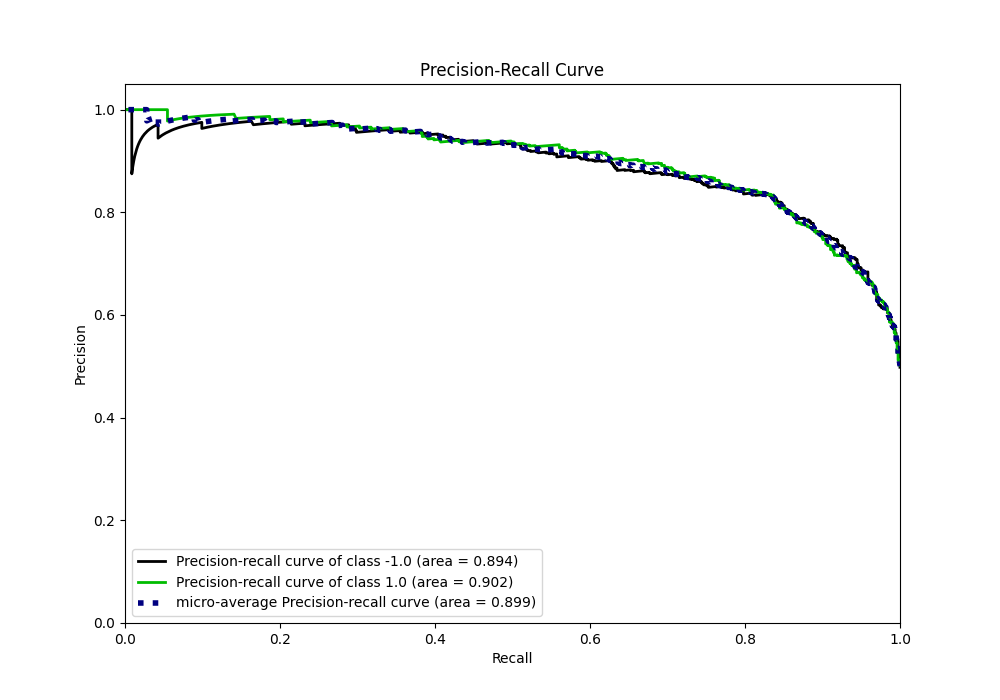 Precision-Recall Curve
1.0
0.8
0.6
0.4
0.2
0.0
Precision
Precision-recall curve of class -1.0 (area = 0.894)
Precision-recall curve of class 1.0 (area = 0.902)
micro-average Precision-recall curve (area = 0.899)
0.0 0.2 0.4 0.6 0.8 1.0
Recall